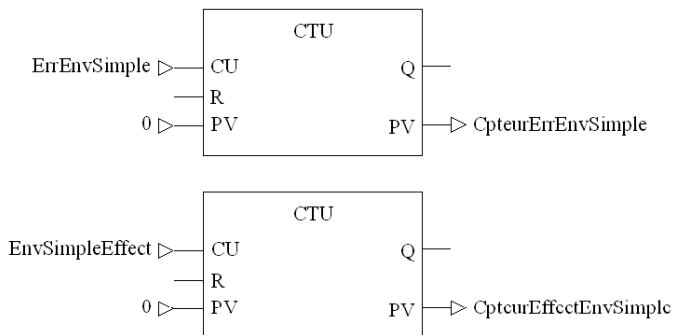 CTU
ErrEnvSimple CU Q
R
0 PV PV CpteurErrEnvSimple
CTU
EnvSimpleEffect CU Q
R
0 PV PV CpteurEffectEnvSimple